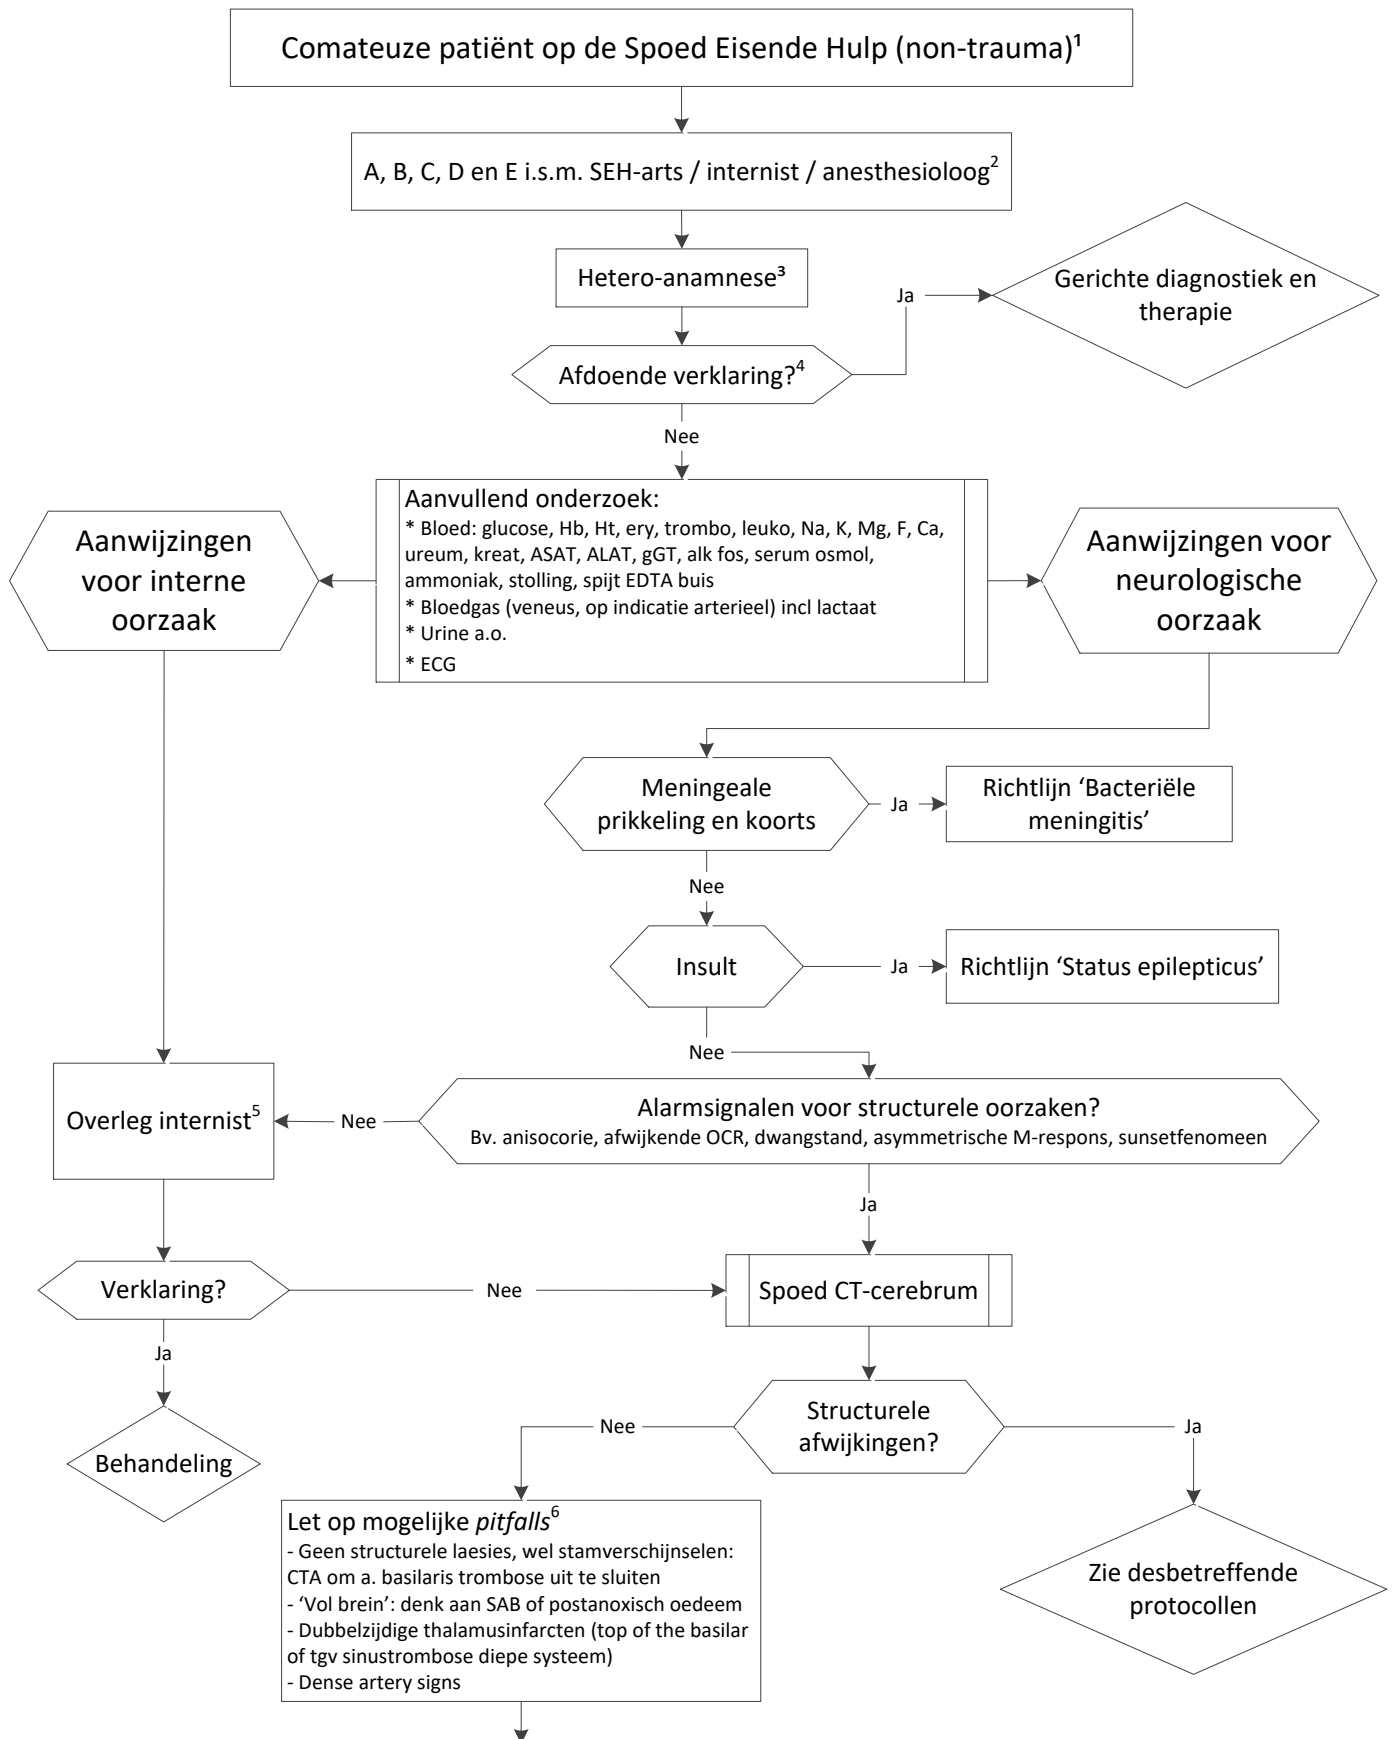 Comateuze patiënt op de Spoed Eisende Hulp (non-trauma)¹
A, B, C, D en E i.s.m. SEH-arts / internist / anesthesioloog²
Hetero-anamnese³
Ja
Gerichte diagnostiek en
therapie
Afdoende verklaring?⁴
Nee
Aanwijzingen
voor interne
oorzaak
Aanvullend onderzoek:
* Bloed: glucose, Hb, Ht, ery, trombo, leuko, Na, K, Mg, F, Ca,
ureum, kreat, ASAT, ALAT, gGT, alk fos, serum osmol,
ammoniak, stolling, spijt EDTA buis
* Bloedgas (veneus, op indicatie arterieel) incl lactaat
* Urine a.o.
* ECG
Aanwijzingen voor
neurologische
oorzaak
Meningeale
prikkeling en koorts
Ja
Richtlijn ‘Bacteriële
meningitis’
Nee
Insult
Ja
Richtlijn ‘Status epilepticus’
Nee
Overleg internist⁵
Nee
Alarmsignalen voor structurele oorzaken?
Bv. anisocorie, afwijkende OCR, dwangstand, asymmetrische M-respons, sunsetfenomeen
Ja
Verklaring?
Nee
Spoed CT-cerebrum
Ja
Behandeling
Nee
Structurele
afwijkingen?
Ja
Let op mogelijke pitfalls⁶
- Geen structurele laesies, wel stamverschijnselen:
CTA om a. basilaris trombose uit te sluiten
- ‘Vol brein’: denk aan SAB of postanoxisch oedeem
- Dubbelzijdige thalamusinfarcten (top of the basilar
of tgv sinustrombose diepe systeem)
- Dense artery signs
Zie desbetreffende
protocollen